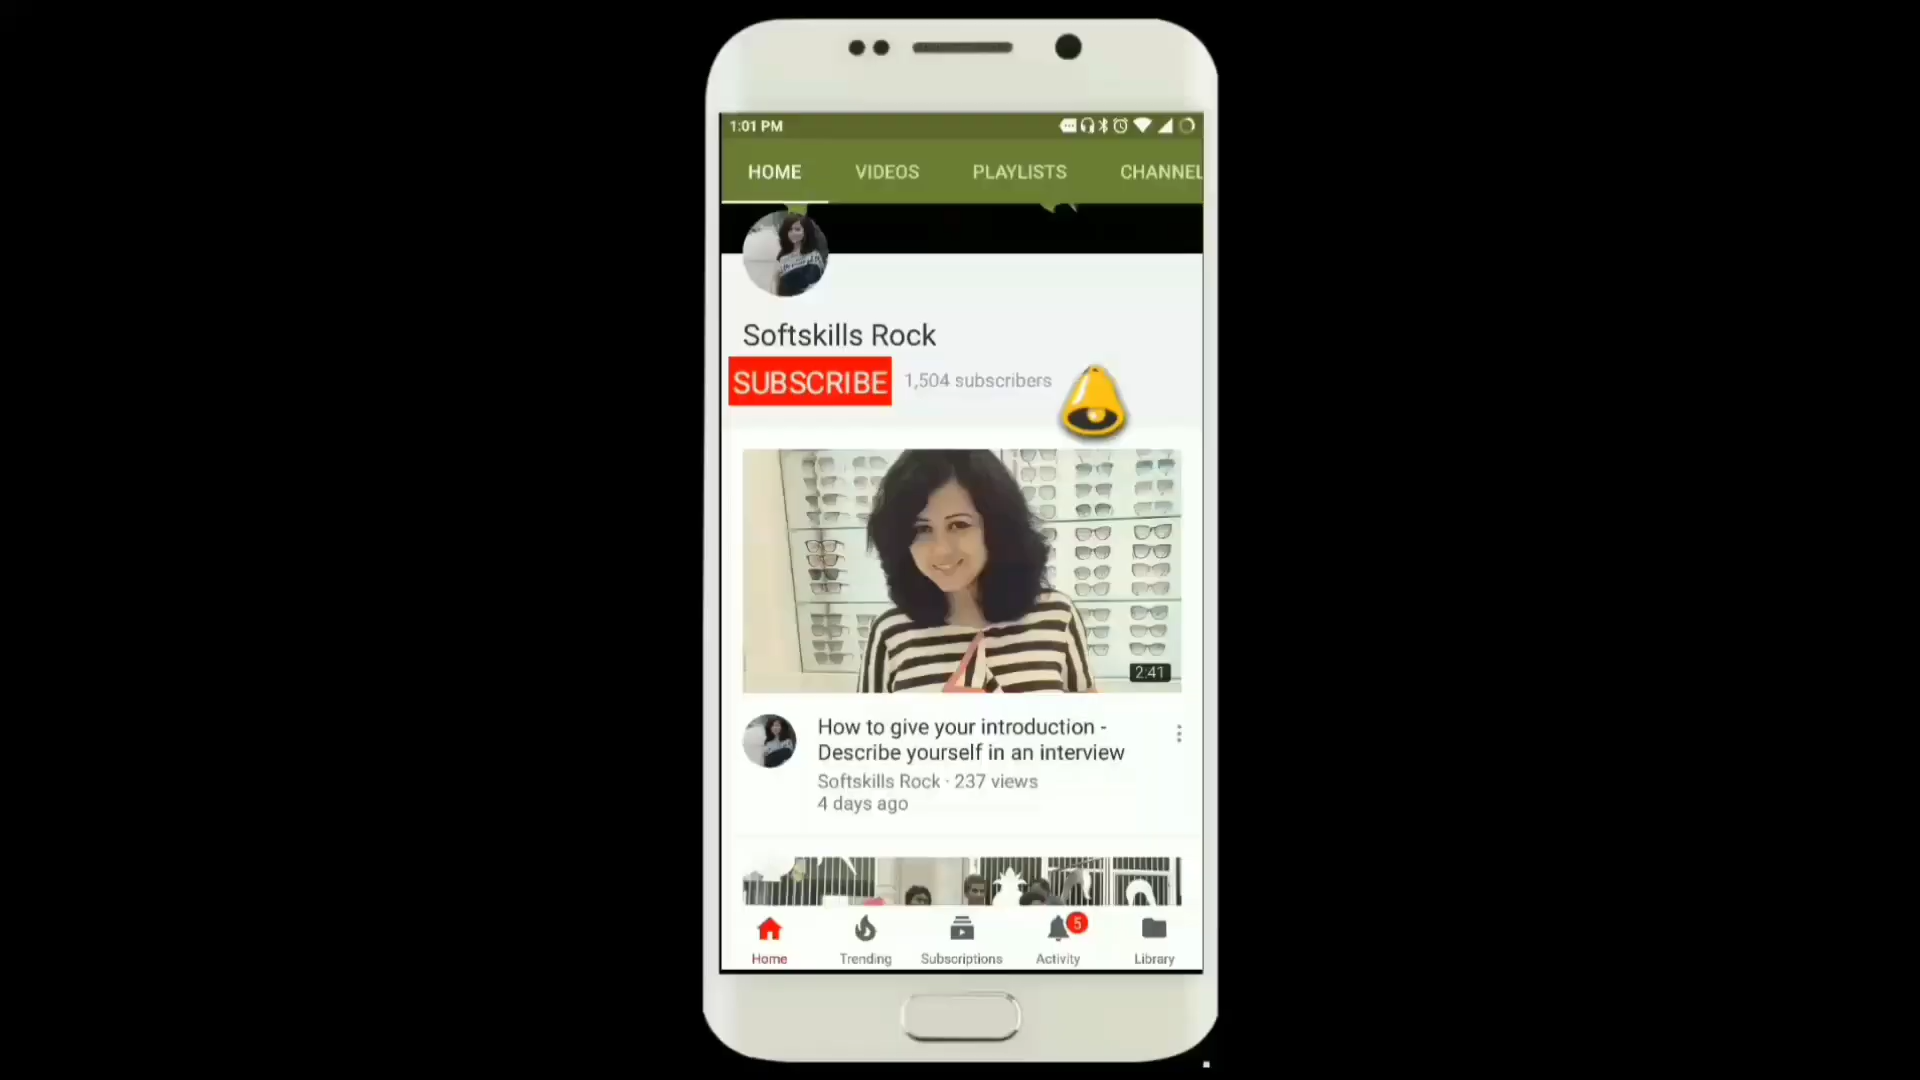 1:01 PM
HOME VIDEOS PLAYLISTS CHANNEL
Softskills Rock
SUBSCRIBE 1,504 subscribers
2:41
How to give your introduction -
Describe yourself in an interview
Softskills Rock · 237 views
4 days ago
5
Home Trending Subscriptions Activity Library